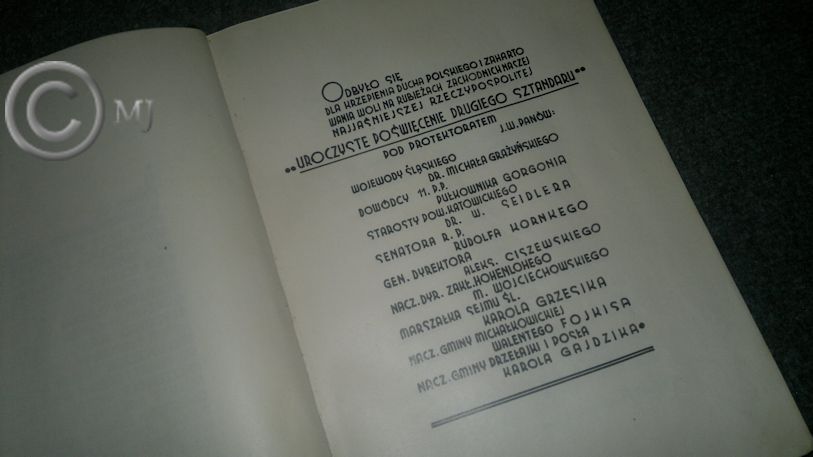 © MJ
ODBYŁO SIĘ
DLA KRZEPIENIA DUCHA POLSKIEGO I ZAHARTO
WANIA WOLI NA RUBIEŻACH ZACHODNICH NASZEJ
NAJJAŚNIEJSZEJ RZECZYPOSPOLITEJ
"UROCZYSTE POŚWIĘCENIE DRUGIEGO SZTANDARU"
POD PROTEKTORATEM J.W. PANÓW:
WOJEWODY ŚLĄSKIEGO
DR. MICHAŁA GRAŻYŃSKIEGO
DOWÓDCY 11. P.P.
PUŁKOWNIKA GORGONIA
STAROSTY POW. KATOWICKIEGO
DR. W. SEIDLERA
SENATORA R. P.
RUDOLFA KORNKEGO
GEN. DYREKTORA
ALEKS. CISZEWSKIEGO
NACZ. DYR. ZAKŁ. HOHENLOHEGO
M. WOJCIECHOWSKIEGO
MARSZAŁKA SEJMU ŚL.
KAROLA GRZESIKA
NACZ. GMINY MICHAŁKOWICKIEJ
WALENTEGO FOJKISA
NACZ. GMINY PRZEŁAJKI I POSŁA
KAROLA GAJDZIKA